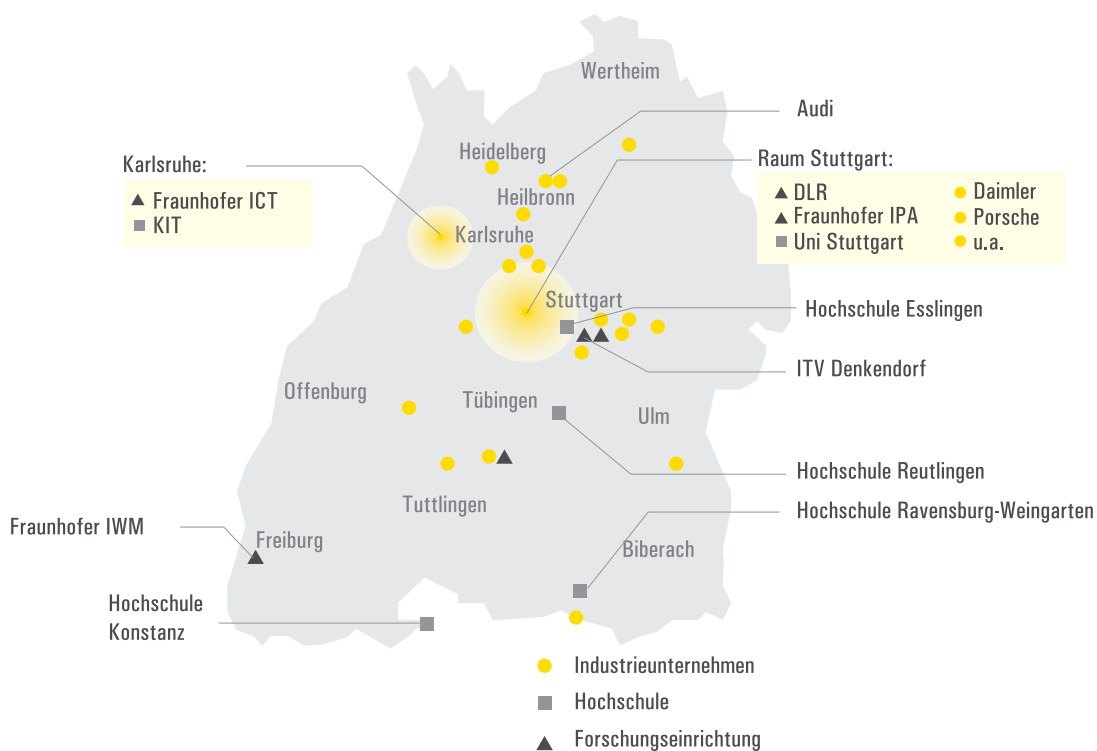 Wertheim
Audi
Karlsruhe:
Heidelberg
Raum Stuttgart:
Fraunhofer ICT
KIT
Heilbronn
DLR
Daimler
Fraunhofer IPA
Porsche
Uni Stuttgart
u.a.
Karlsruhe
Stuttgart
Hochschule Esslingen
ITV Denkendorf
Offenburg
Tübingen
Ulm
Hochschule Reutlingen
Tuttlingen
Hochschule Ravensburg-Weingarten
Fraunhofer IWM
Freiburg
Biberach
Hochschule
Konstanz
Industrieunternehmen
Hochschule
Forschungseinrichtung